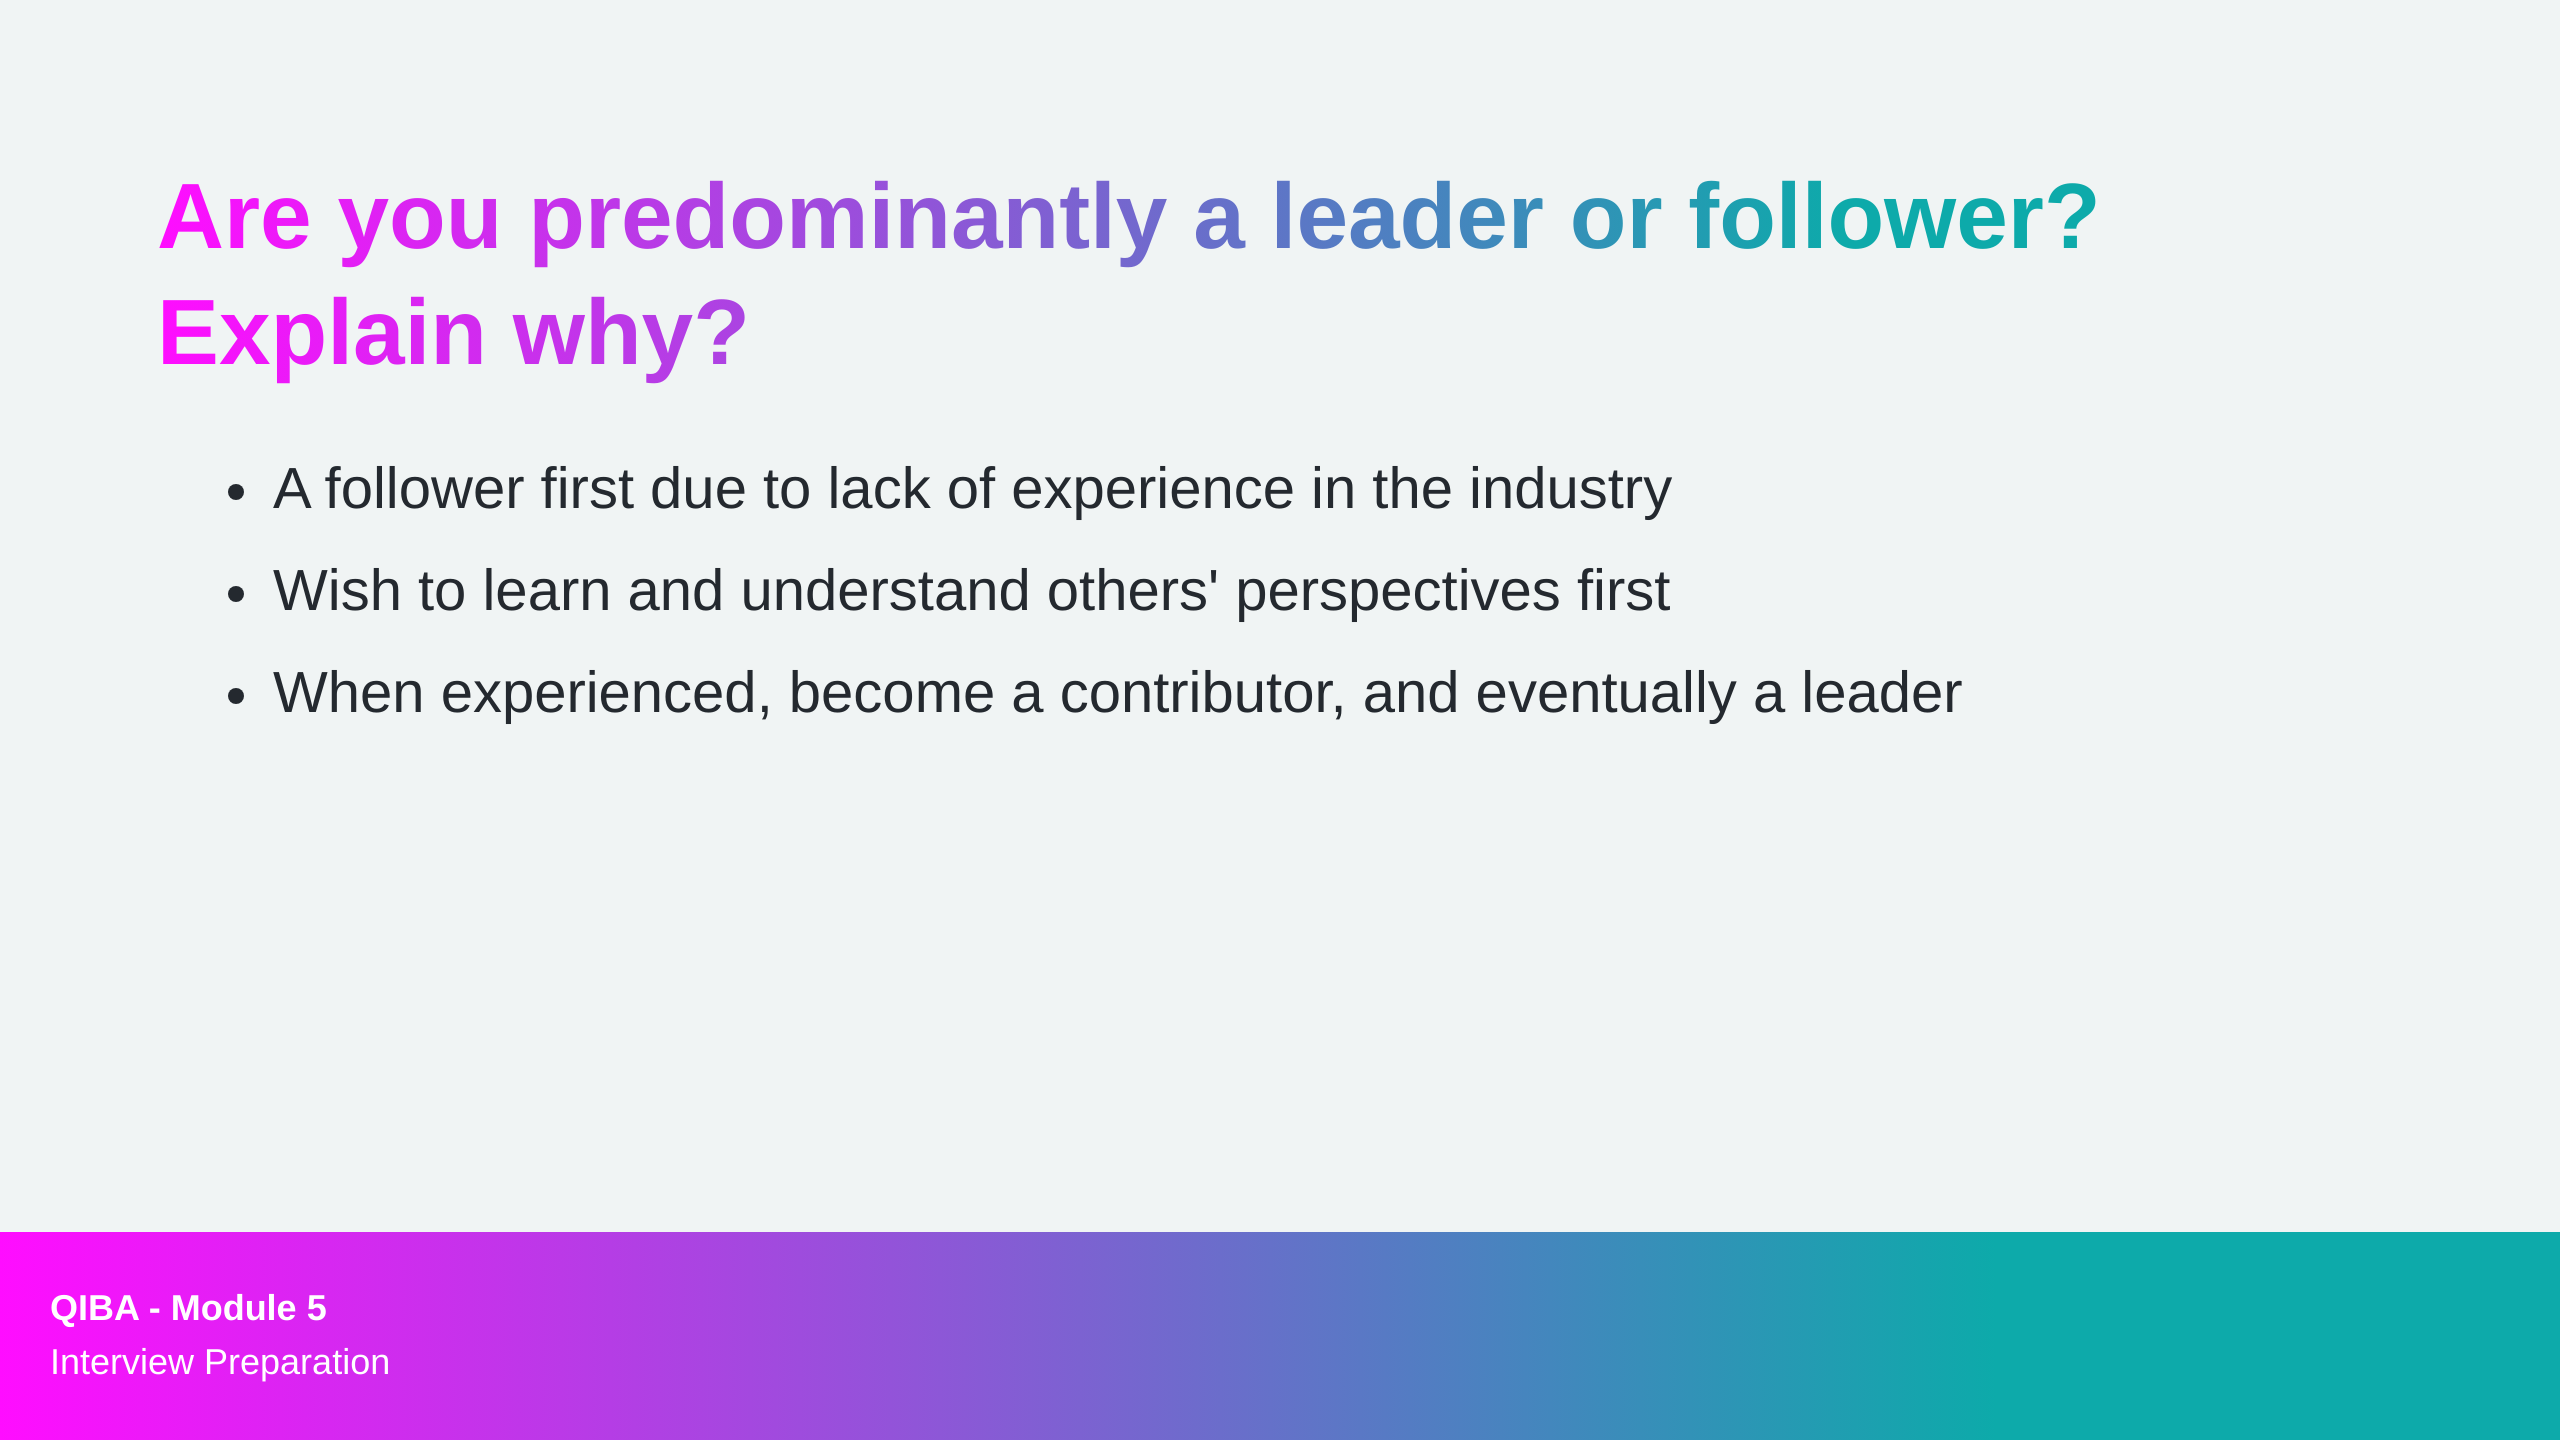 Are you predominantly a leader or follower?
Explain why?
• A follower first due to lack of experience in the industry
• Wish to learn and understand others' perspectives first
• When experienced, become a contributor, and eventually a leader
QIBA - Module 5
Interview Preparation